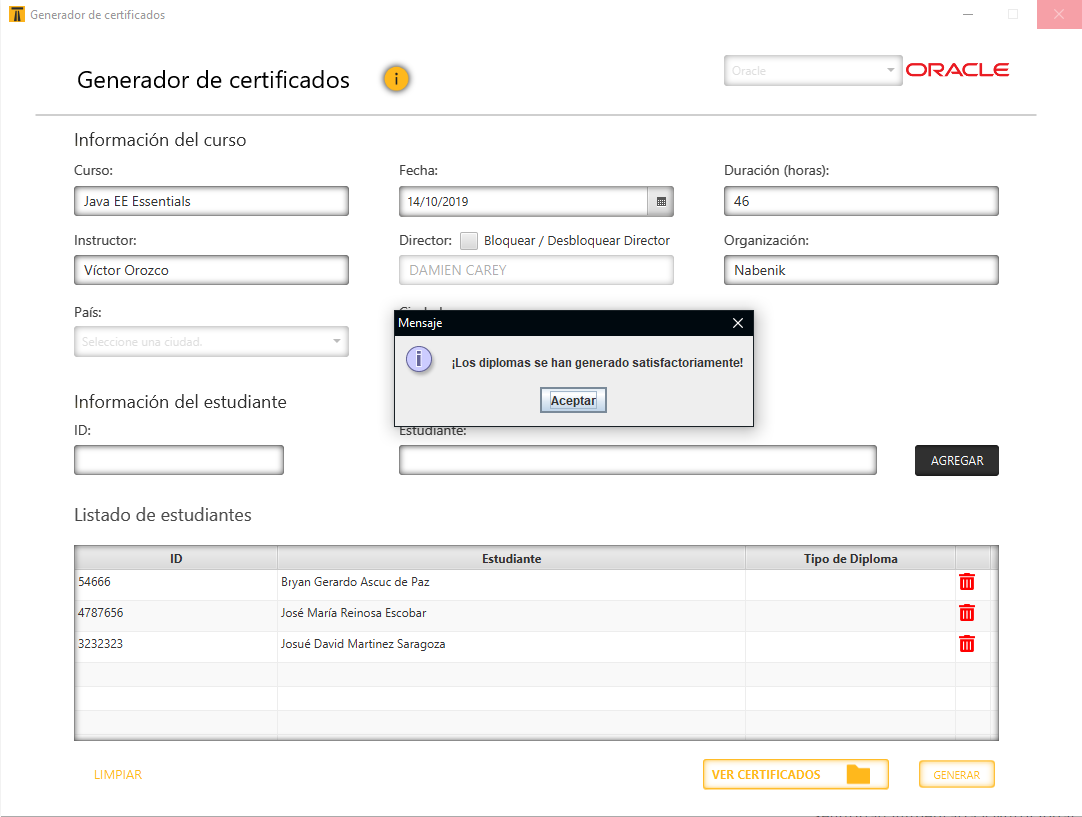 Generador de certificados
Generador de certificados
i
Oracle
ORACLE
Información del curso
Curso:
Fecha:
Duración (horas):
Java EE Essentials
14/10/2019
46
Instructor:
Director:
Bloquear / Desbloquear Director
Organización:
Víctor Orozco
DAMIEN CAREY
Nabenik
País:
Seleccione una ciudad.
Mensaje
i
¡Los diplomas se han generado satisfactoriamente!
Aceptar
Información del estudiante
ID:
Estudiante:
AGREGAR
Listado de estudiantes
ID Estudiante Tipo de Diploma
54666 Bryan Gerardo Ascuc de Paz
4787656 José María Reinosa Escobar
3232323 Josué David Martinez Saragoza
LIMPIAR
VER CERTIFICADOS
GENERAR